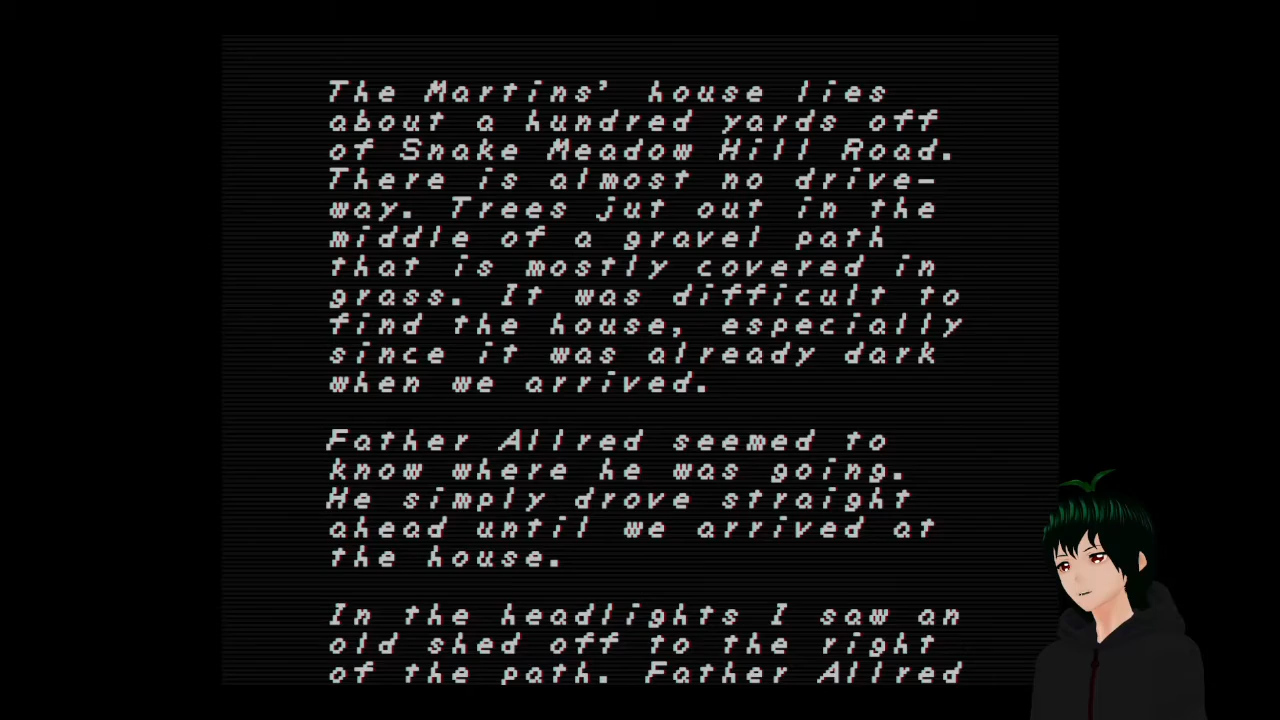 The Martins' house lies
about a hundred yards off
of Snake Meadow Hill Road.
There is almost no drive-
way. Trees jut out in the
middle of a gravel path
that is mostly covered in
grass. It was difficult to
find the house, especially
since it was already dark
when we arrived.
Father Allred seemed to
know where he was going.
He simply drove straight
ahead until we arrived at
the house.
In the headlights I saw an
old shed off to the right
of the path. Father Allred